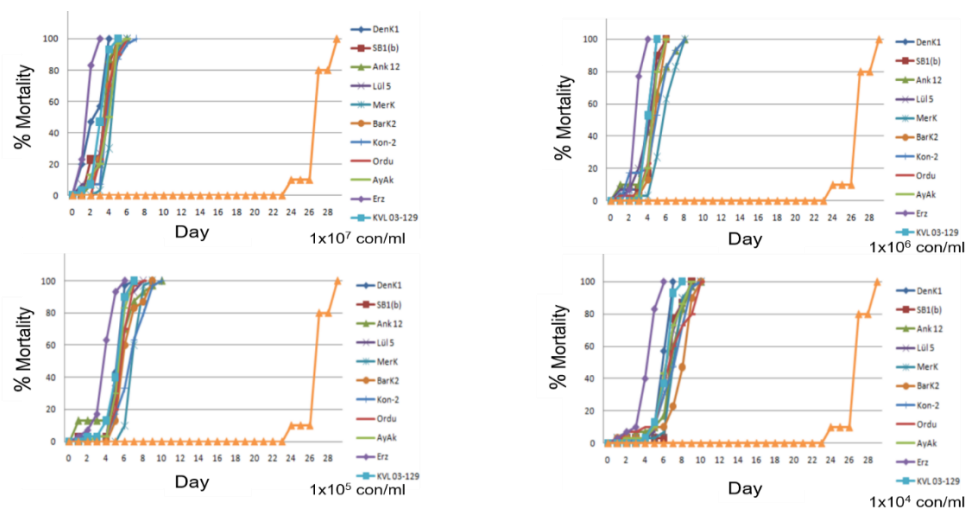 100
80
60
40
20
0
% Mortality
0 2 4 6 8 10 12 14 16 18 20 22 24 26 28
Day
1x10⁷ con/ml
DenK1
SB1(b)
Ank 12
Lül 5
MerK
BarK2
Kon-2
Ordu
AyAk
Erz
KVL 03-129
100
80
60
40
20
0
% Mortality
0 2 4 6 8 10 12 14 16 18 20 22 24 26 28
Day
1x10⁶ con/ml
DenK1
SB1(b)
Ank 12
Lül 5
MerK
BarK2
Kon-2
Ordu
AyAk
Erz
KVL 03-129
100
80
60
40
20
0
% Mortality
0 2 4 6 8 10 12 14 16 18 20 22 24 26 28
Day
1x10⁵ con/ml
DenK1
SB1(b)
Ank 12
Lül 5
MerK
BarK2
Kon-2
Ordu
AyAk
Erz
KVL 03-129
100
80
60
40
20
0
% Mortality
0 2 4 6 8 10 12 14 16 18 20 22 24 26 28
Day
1x10⁴ con/ml
DenK1
SB1(b)
Ank 12
Lül 5
MerK
BarK2
Kon-2
Ordu
AyAk
Erz
KVL 03-129